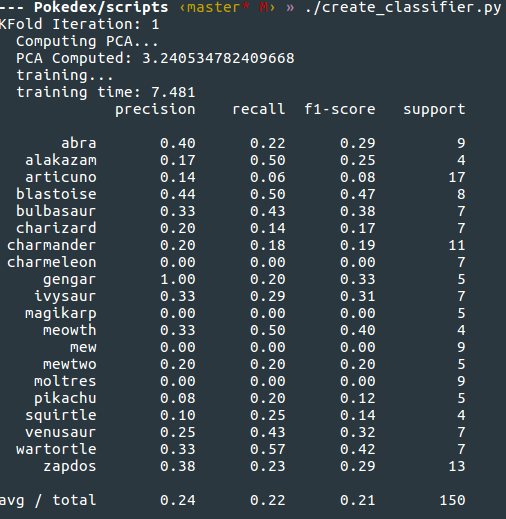 --- Pokedex/scripts ‹master* M› » ./create_classifier.py
KFold Iteration: 1
  Computing PCA...
  PCA Computed: 3.240534782409668
  training...
  training time: 7.481
             precision    recall  f1-score   support

       abra       0.40      0.22      0.29         9
   alakazam       0.17      0.50      0.25         4
   articuno       0.14      0.06      0.08        17
  blastoise       0.44      0.50      0.47         8
  bulbasaur       0.33      0.43      0.38         7
  charizard       0.20      0.14      0.17         7
 charmander       0.20      0.18      0.19        11
 charmeleon       0.00      0.00      0.00         7
     gengar       1.00      0.20      0.33         5
    ivysaur       0.33      0.29      0.31         7
   magikarp       0.00      0.00      0.00         5
     meowth       0.33      0.50      0.40         4
        mew       0.00      0.00      0.00         9
     mewtwo       0.20      0.20      0.20         5
    moltres       0.00      0.00      0.00         9
    pikachu       0.08      0.20      0.12         5
   squirtle       0.10      0.25      0.14         4
   venusaur       0.25      0.43      0.32         7
  wartortle       0.33      0.57      0.42         7
     zapdos       0.38      0.23      0.29        13

avg / total       0.24      0.22      0.21       150